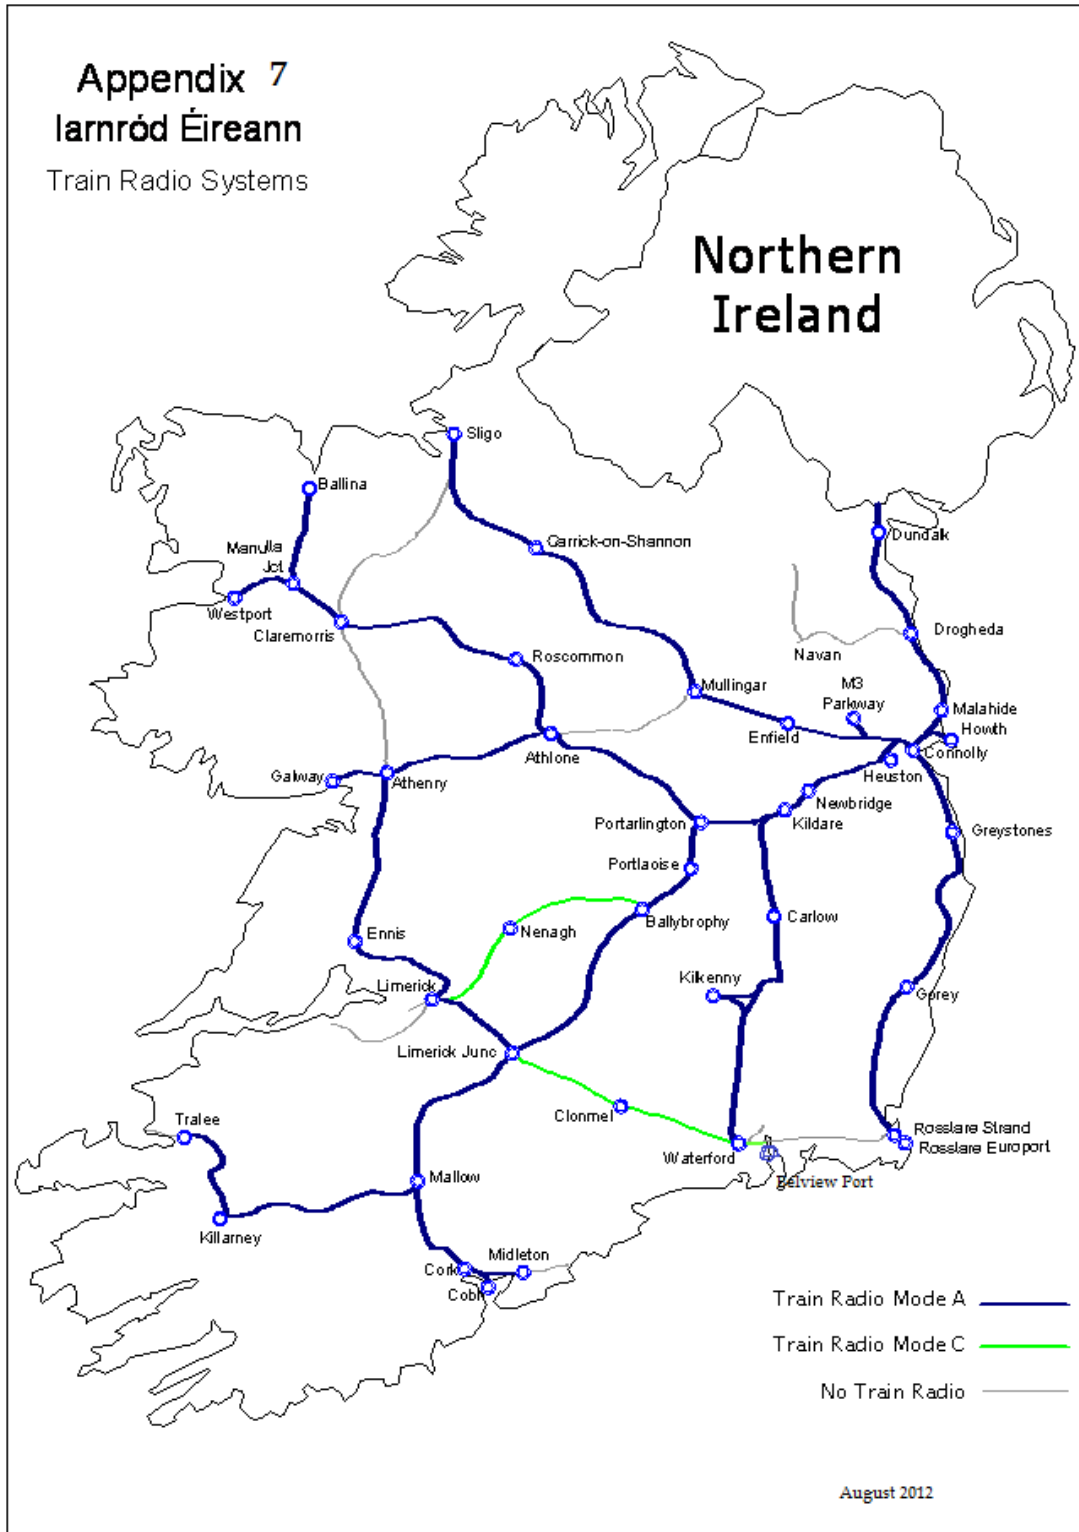 Appendix 7
Iarnród Éireann
Train Radio Systems
Northern
Ireland
Sligo
Ballina
Manulla
Jct
Carrick-on-Shannon
Dundalk
Westport
Claremorris
Drogheda
Navan
Roscommon
Mullingar
M3
Parkway
Malahide
Howth
Enfield
Connolly
Athlone
Heuston
Galway
Athenry
Newbridge
Portarlington
Kildare
Greystones
Portlaoise
Carlow
Ballybrophy
Nenagh
Ennis
Kilkenny
Limerick
Gorey
Limerick Junc
Clonmel
Tralee
Rosslare Strand
Waterford
Rosslare Europort
Belview Port
Mallow
Killarney
Midleton
Cork
Cobh
Train Radio Mode A
Train Radio Mode C
No Train Radio
August 2012